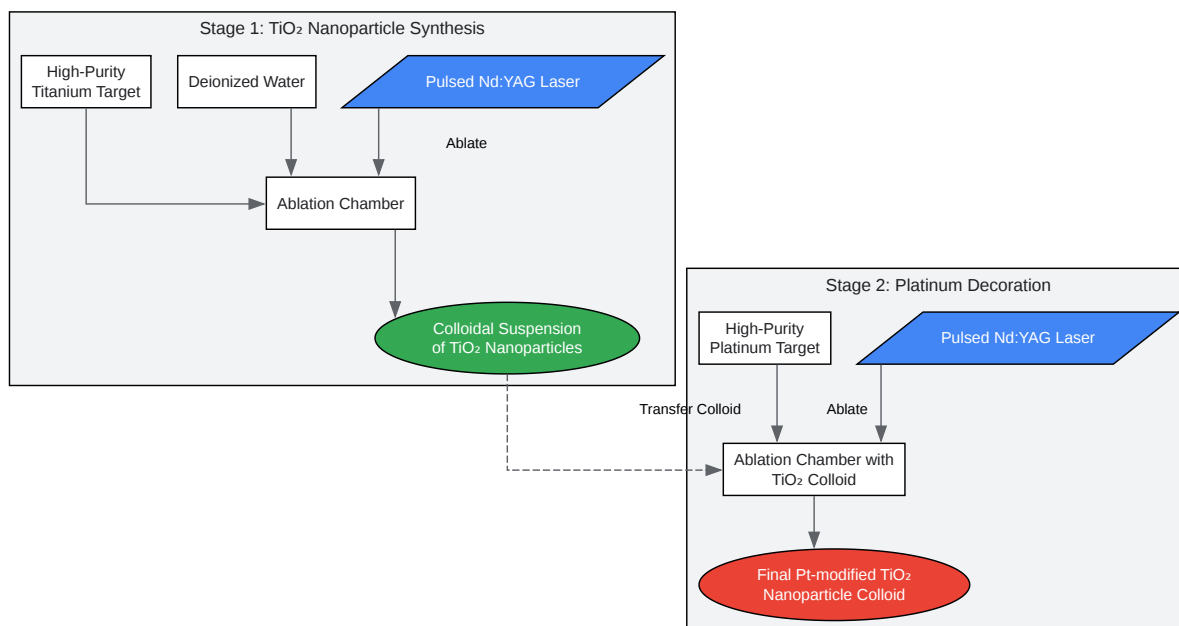 Stage 1: TiO₂ Nanoparticle Synthesis
High-Purity
Titanium Target
Deionized Water
Pulsed Nd:YAG Laser
Ablate
Ablation Chamber
Colloidal Suspension
of TiO₂ Nanoparticles
Stage 2: Platinum Decoration
High-Purity
Platinum Target
Pulsed Nd:YAG Laser
Transfer Colloid
Ablate
Ablation Chamber with
TiO₂ Colloid
Final Pt-modified TiO₂
Nanoparticle Colloid